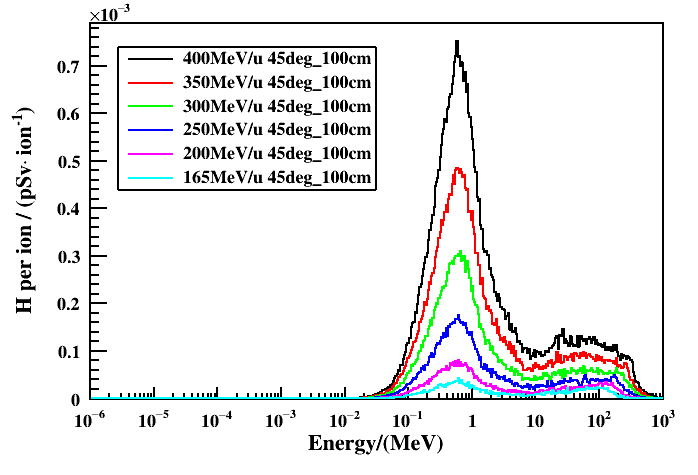 ×10⁻³
400MeV/u 45deg_100cm
350MeV/u 45deg_100cm
300MeV/u 45deg_100cm
250MeV/u 45deg_100cm
200MeV/u 45deg_100cm
165MeV/u 45deg_100cm
H per ion / (pSv· ion⁻¹)
0.7
0.6
0.5
0.4
0.3
0.2
0.1
0
10⁻⁶ 10⁻⁵ 10⁻⁴ 10⁻³ 10⁻² 10⁻¹ 1 10 10² 10³
Energy/(MeV)